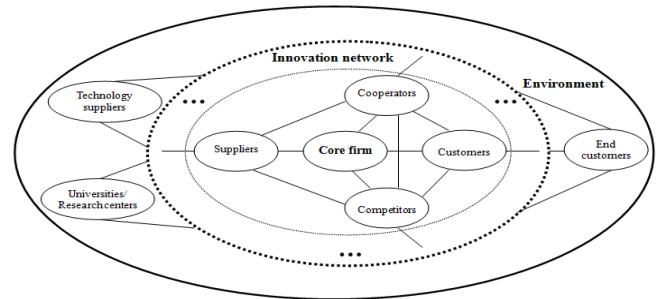 Innovation network
Environment
Technology
suppliers
Cooperators
Suppliers
Core firm
Customers
End
customers
Universities/
Research centers
Competitors